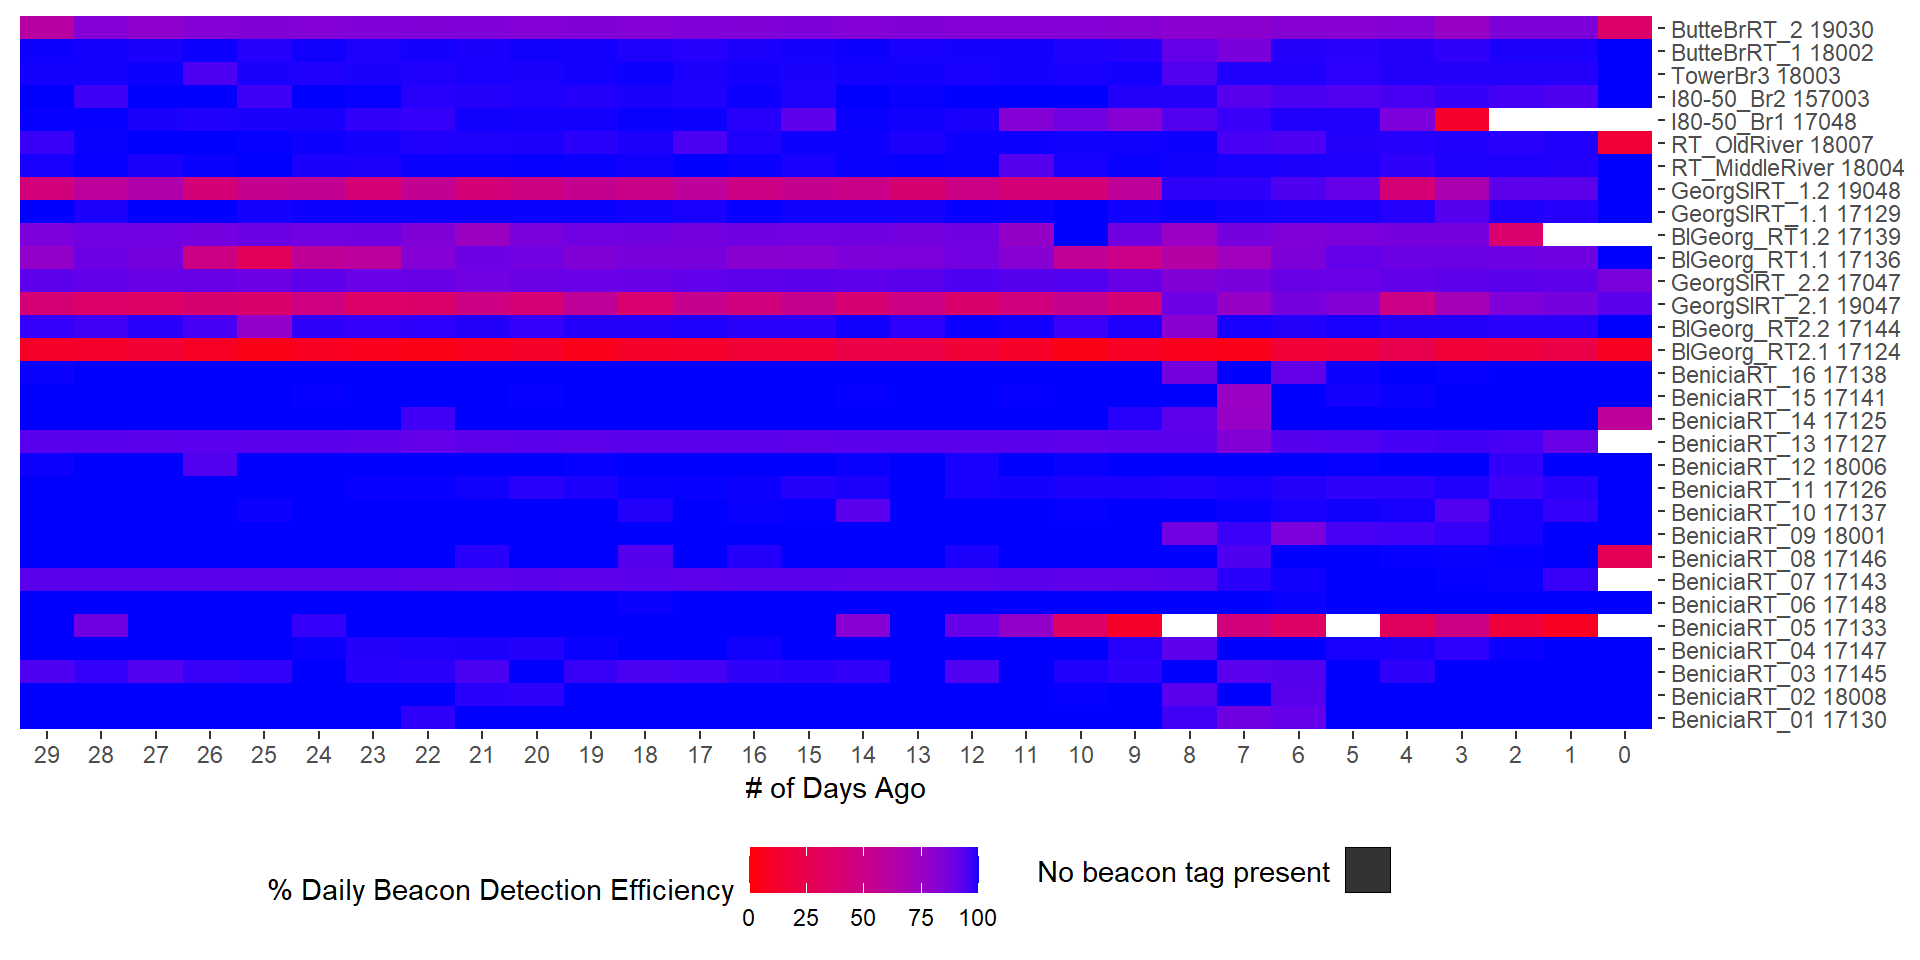 ButteBrRT_2 19030
ButteBrRT_1 18002
TowerBr3 18003
I80-50_Br2 157003
I80-50_Br1 17048
RT_OldRiver 18007
RT_MiddleRiver 18004
GeorgSlRT_1.2 19048
GeorgSlRT_1.1 17129
BlGeorg_RT1.2 17139
BlGeorg_RT1.1 17136
GeorgSlRT_2.2 17047
GeorgSlRT_2.1 19047
BlGeorg_RT2.2 17144
BlGeorg_RT2.1 17124
BeniciaRT_16 17138
BeniciaRT_15 17141
BeniciaRT_14 17125
BeniciaRT_13 17127
BeniciaRT_12 18006
BeniciaRT_11 17126
BeniciaRT_10 17137
BeniciaRT_09 18001
BeniciaRT_08 17146
BeniciaRT_07 17143
BeniciaRT_06 17148
BeniciaRT_05 17133
BeniciaRT_04 17147
BeniciaRT_03 17145
BeniciaRT_02 18008
BeniciaRT_01 17130
29 28 27 26 25 24 23 22 21 20 19 18 17 16 15 14 13 12 11 10 9 8 7 6 5 4 3 2 1 0
# of Days Ago
% Daily Beacon Detection Efficiency
0 25 50 75 100
No beacon tag present